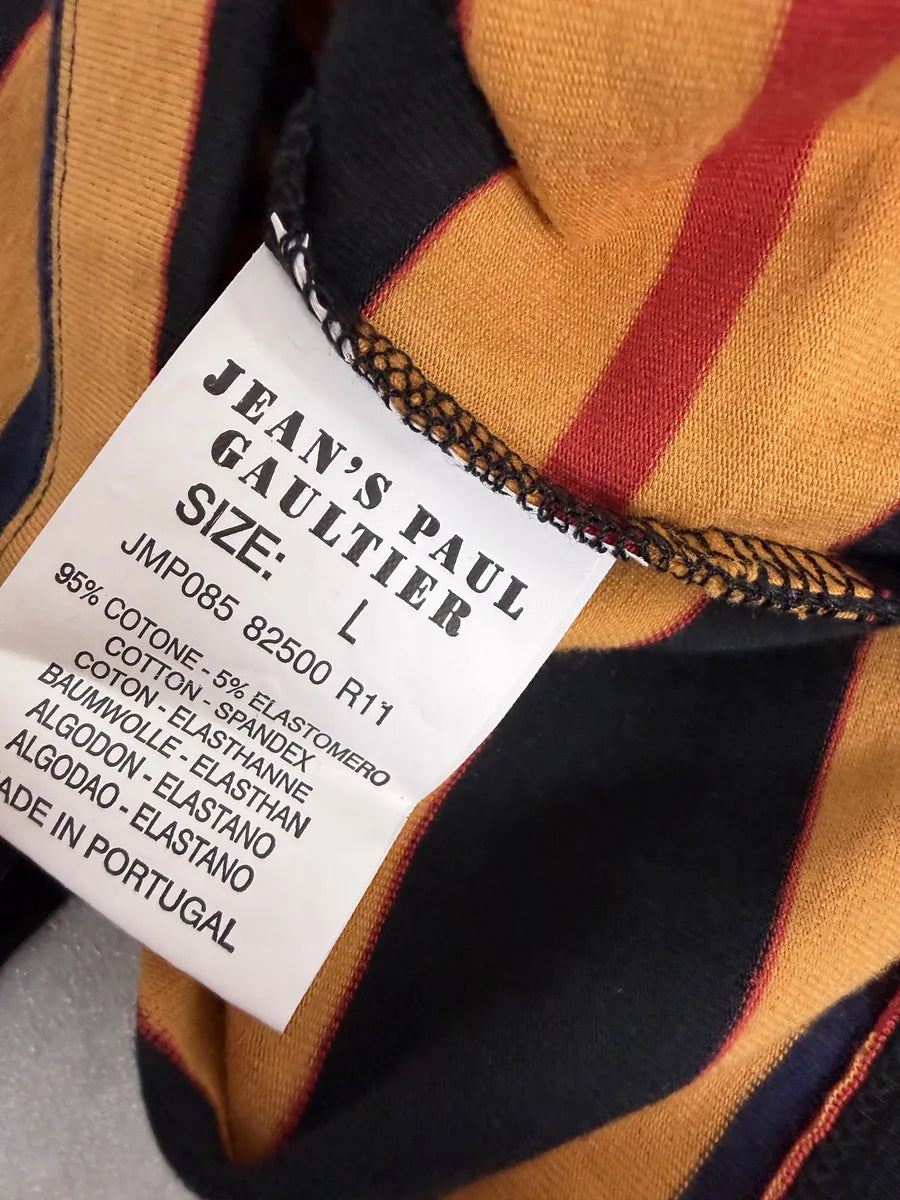 JEAN'S PAUL
GAULTIER
SIZE: L
JMP085 82500 R11
95% COTONE - 5% ELASTOMERO
COTTON - SPANDEX
COTON - ELASTHANNE
BAUMWOLLE - ELASTHAN
ALGODON - ELASTANO
ALGODAO - ELASTANO
ADE IN PORTUGAL